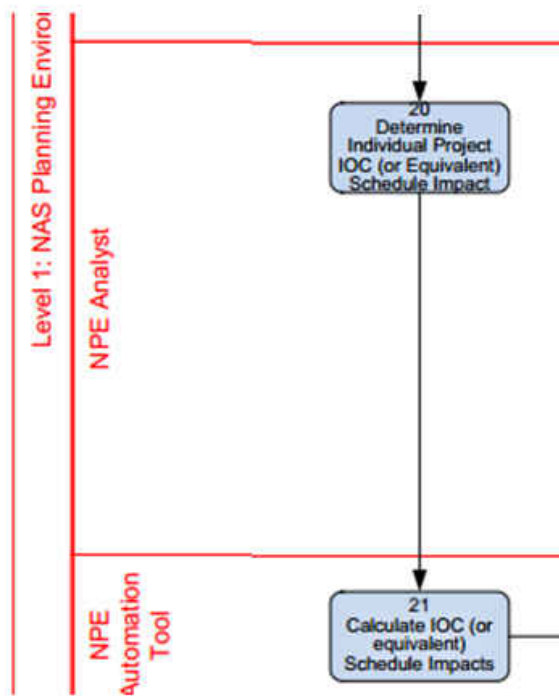 Level 1: NAS Planning Enviro
NPE Analyst
20
Determine
Individual Project
IOC (or Equivalent)
Schedule Impact
NPE
Automation
Tool
21
Calculate IOC (or
equivalent)
Schedule Impacts